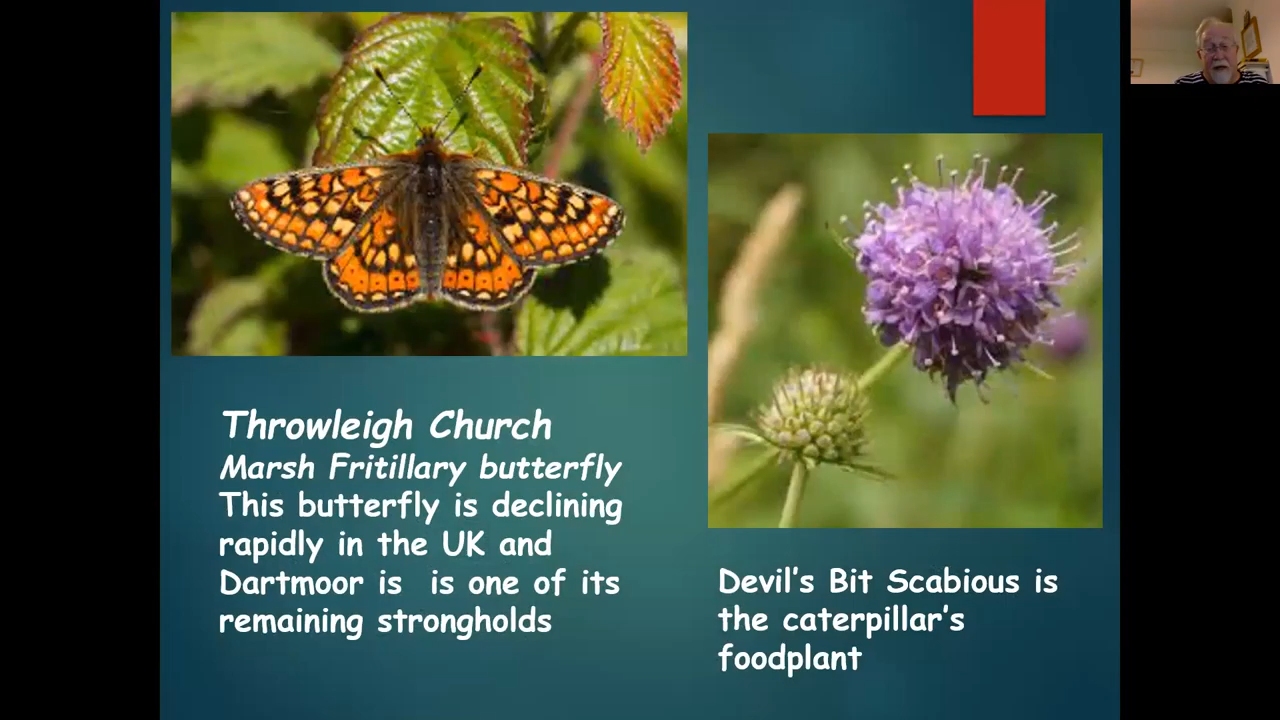 Throwleigh Church
Marsh Fritillary butterfly
This butterfly is declining
rapidly in the UK and
Dartmoor is is one of its
remaining strongholds
Devil's Bit Scabious is
the caterpillar's
foodplant